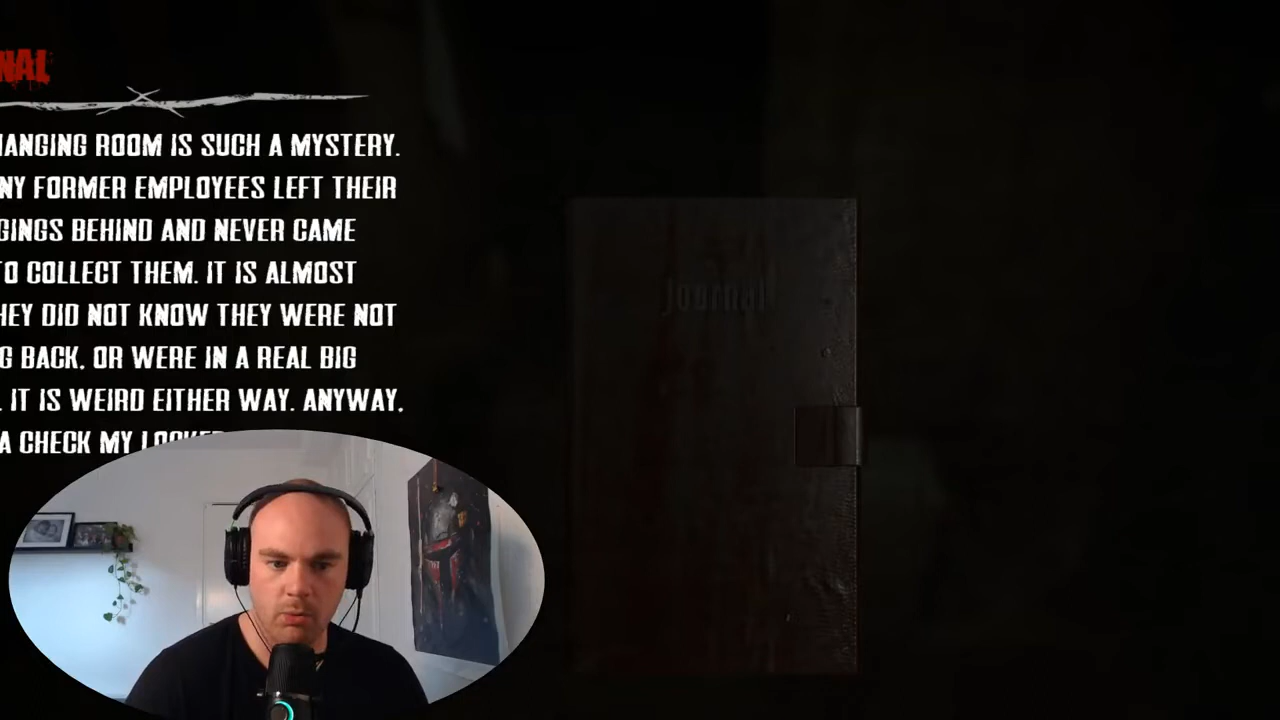 NAL
HANGING ROOM IS SUCH A MYSTERY.
NY FORMER EMPLOYEES LEFT THEIR
GINGS BEHIND AND NEVER CAME
TO COLLECT THEM. IT IS ALMOST
HEY DID NOT KNOW THEY WERE NOT
G BACK, OR WERE IN A REAL BIG
. IT IS WEIRD EITHER WAY. ANYWAY,
A CHECK MY LOCKER
Journal